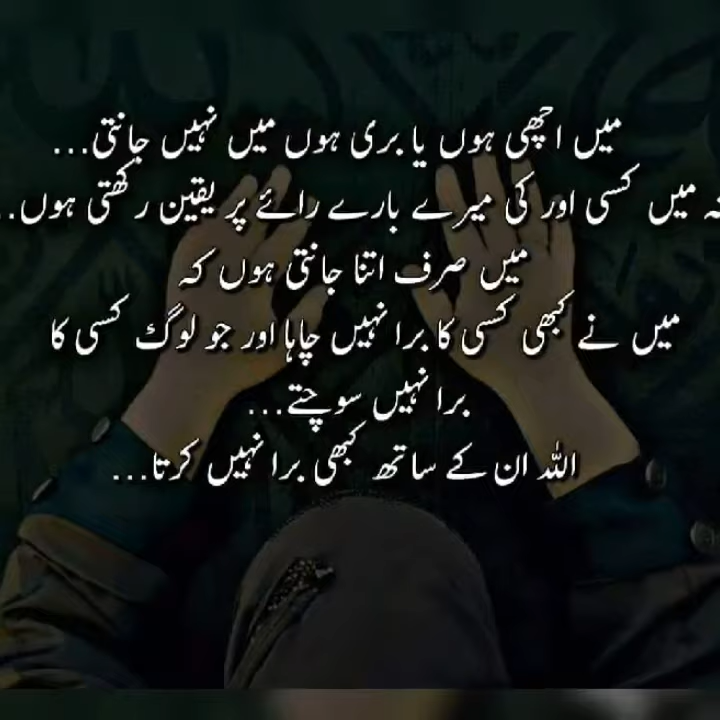 میں اچھی ہوں یا بری ہوں میں نہیں جانتی...
نہ میں کسی اور کی میرے بارے رائے پر یقین رکھتی ہوں..
میں صرف اتنا جانتی ہوں کہ
میں نے کبھی کسی کا برا نہیں چاہا اور جو لوگ کسی کا
برا نہیں سوچتے...
اللہ ان کے ساتھ کبھی برا نہیں کرتا...